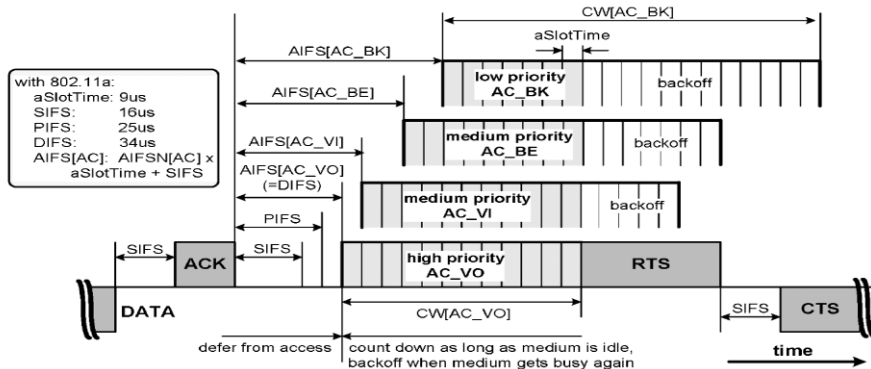 CW[AC_BK]
aSlotTime
AIFS[AC_BK]
with 802.11a:
aSlotTime: 9us
SIFS: 16us
PIFS: 25us
DIFS: 34us
AIFS[AC]: AIFSN[AC] x
aSlotTime + SIFS
low priority
AC_BK
backoff
AIFS[AC_BE]
medium priority
AC_BE
backoff
AIFS[AC_VI]
AIFS[AC_VO]
(=DIFS)
medium priority
AC_VI
backoff
PIFS
SIFS
ACK
SIFS
high priority
AC_VO
RTS
DATA
CW[AC_VO]
SIFS
CTS
defer from access
count down as long as medium is idle,
backoff when medium gets busy again
time